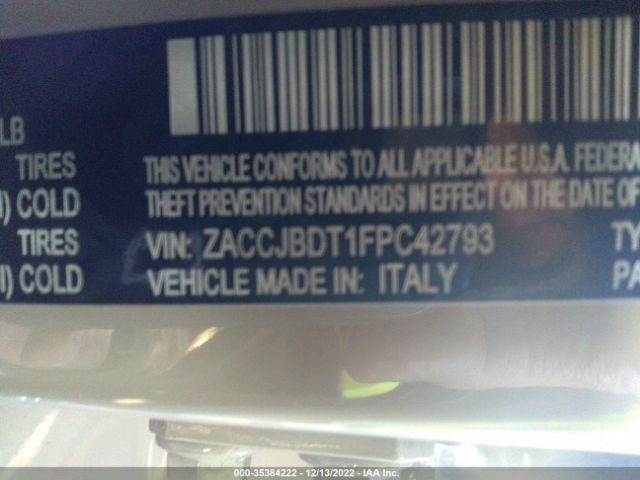 LB
TIRES THIS VEHICLE CONFORMS TO ALL APPLICABLE U.S.A. FEDERA
I) COLD THEFT PREVENTION STANDARDS IN EFFECT ON THE DATE OF
TIRES VIN: ZACCJBDT1FPC42793 TY
I) COLD VEHICLE MADE IN: ITALY PA
000-35384222 - 12/13/2022 - IAA Inc.